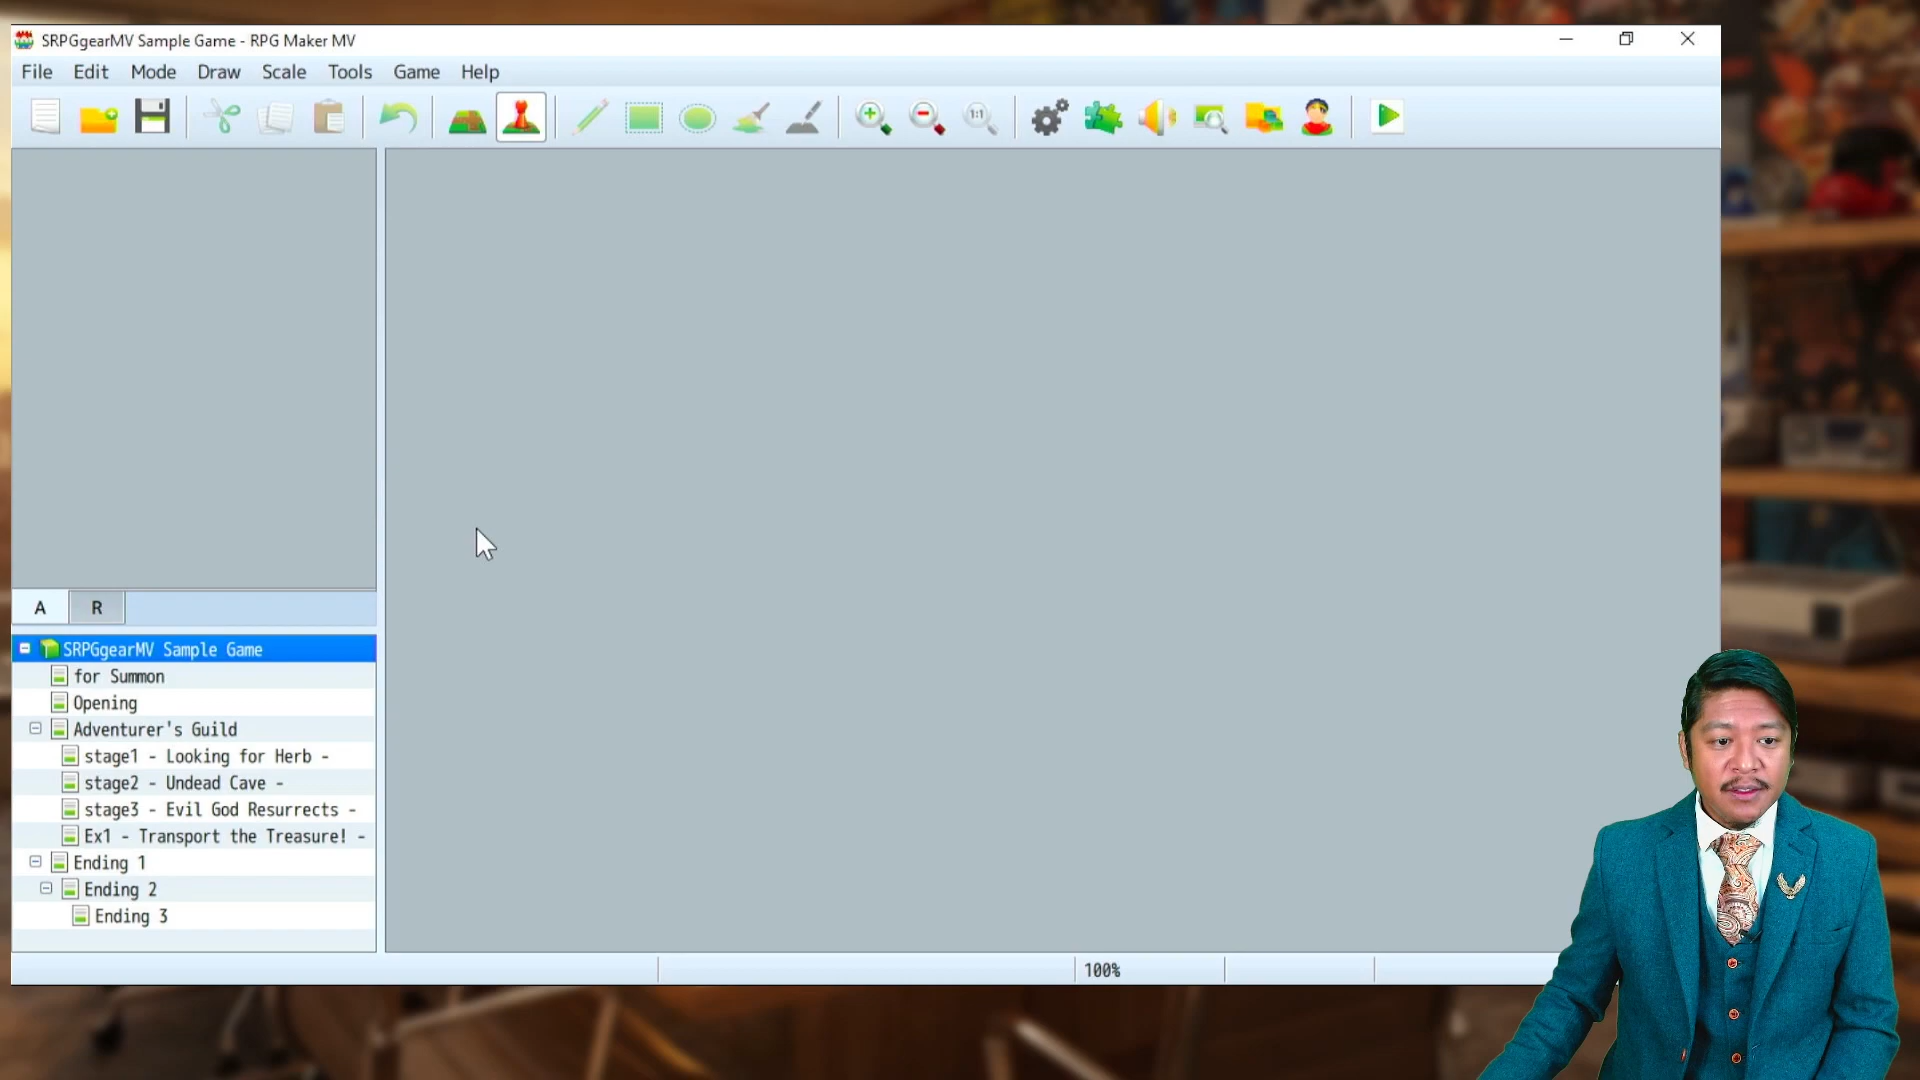 SRPGgearMV Sample Game - RPG Maker MV
File Edit Mode Draw Scale Tools Game Help
1:1
A R
SRPGgearMV Sample Game
for Summon
Opening
Adventurer's Guild
stage1 - Looking for Herb -
stage2 - Undead Cave -
stage3 - Evil God Resurrects -
Ex1 - Transport the Treasure! -
Ending 1
Ending 2
Ending 3
100%